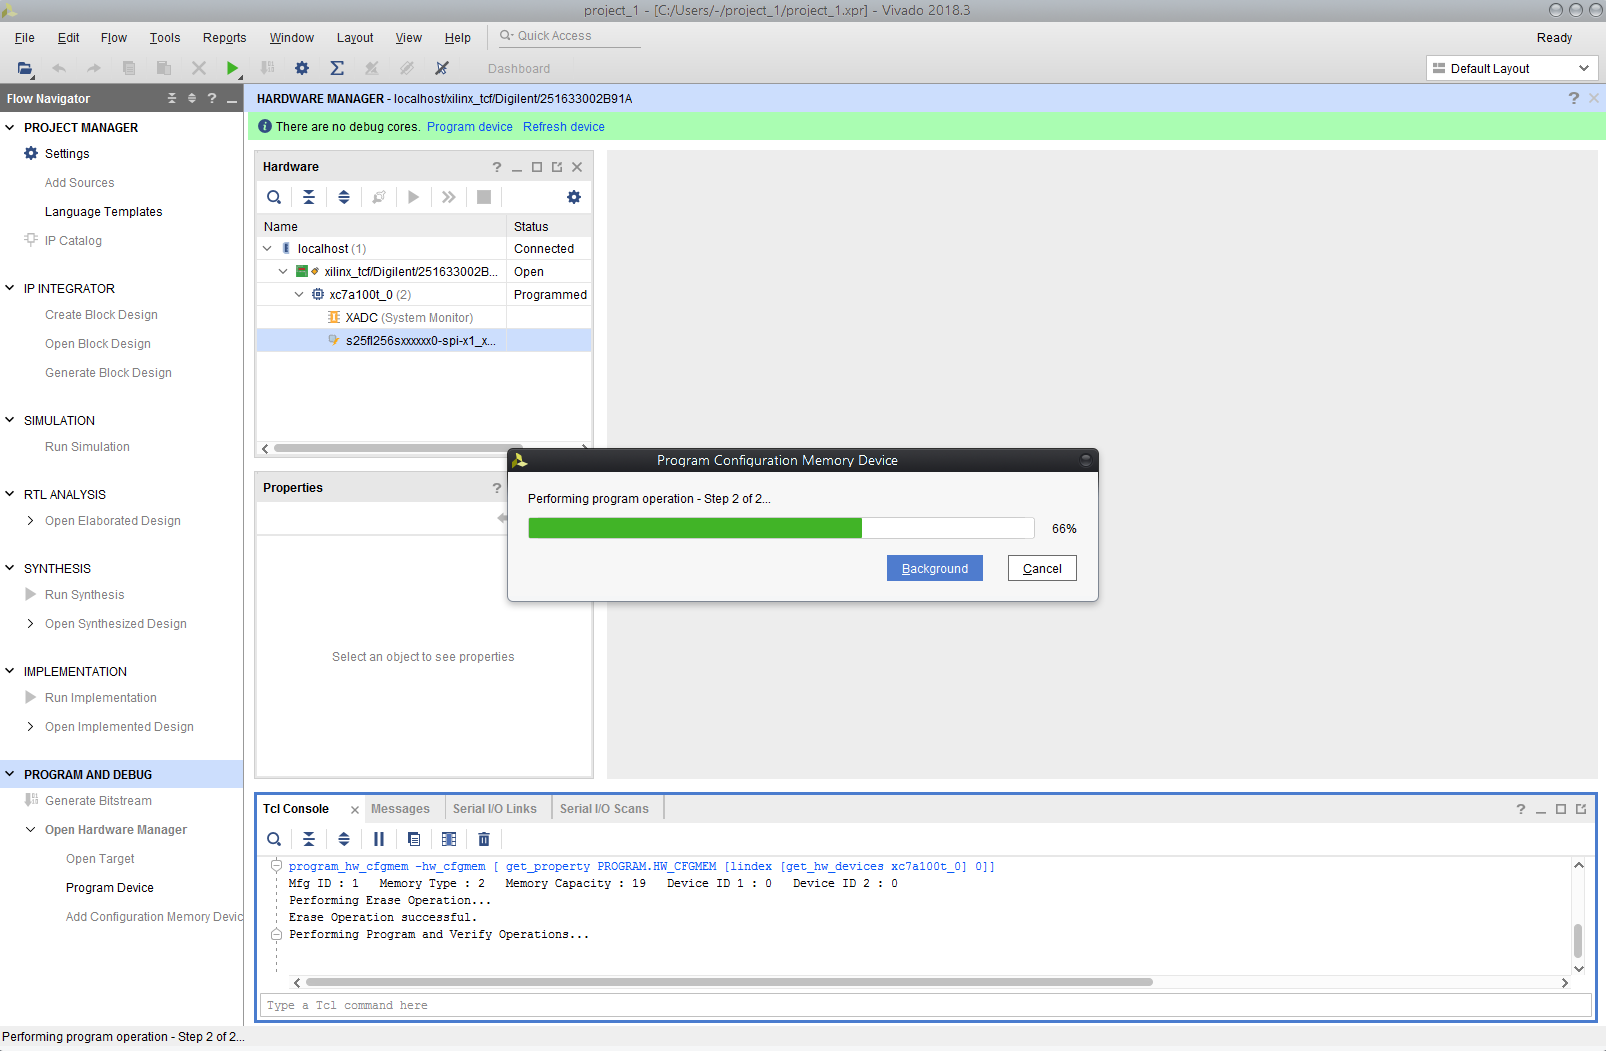 project_1 - [C:/Users/-/project_1/project_1.xpr] - Vivado 2018.3
File Edit Flow Tools Reports Window Layout View Help Quick Access Ready
Dashboard Default Layout
Flow Navigator
PROJECT MANAGER
Settings
Add Sources
Language Templates
IP Catalog
IP INTEGRATOR
Create Block Design
Open Block Design
Generate Block Design
SIMULATION
Run Simulation
RTL ANALYSIS
Open Elaborated Design
SYNTHESIS
Run Synthesis
Open Synthesized Design
IMPLEMENTATION
Run Implementation
Open Implemented Design
PROGRAM AND DEBUG
Generate Bitstream
Open Hardware Manager
Open Target
Program Device
Add Configuration Memory Devic
HARDWARE MANAGER - localhost/xilinx_tcf/Digilent/251633002B91A
There are no debug cores. Program device Refresh device
Hardware
Name Status
localhost (1) Connected
xilinx_tcf/Digilent/251633002B... Open
xc7a100t_0 (2) Programmed
XADC (System Monitor)
s25fl256sxxxxxx0-spi-x1_x...
Properties
Select an object to see properties
Program Configuration Memory Device
Performing program operation - Step 2 of 2...
66%
Background Cancel
Tcl Console Messages Serial I/O Links Serial I/O Scans
program_hw_cfgmem -hw_cfgmem [ get_property PROGRAM.HW_CFGMEM [lindex [get_hw_devices xc7a100t_0] 0]]
Mfg ID : 1 Memory Type : 2 Memory Capacity : 19 Device ID 1 : 0 Device ID 2 : 0
Performing Erase Operation...
Erase Operation successful.
Performing Program and Verify Operations...
Type a Tcl command here
Performing program operation - Step 2 of 2...